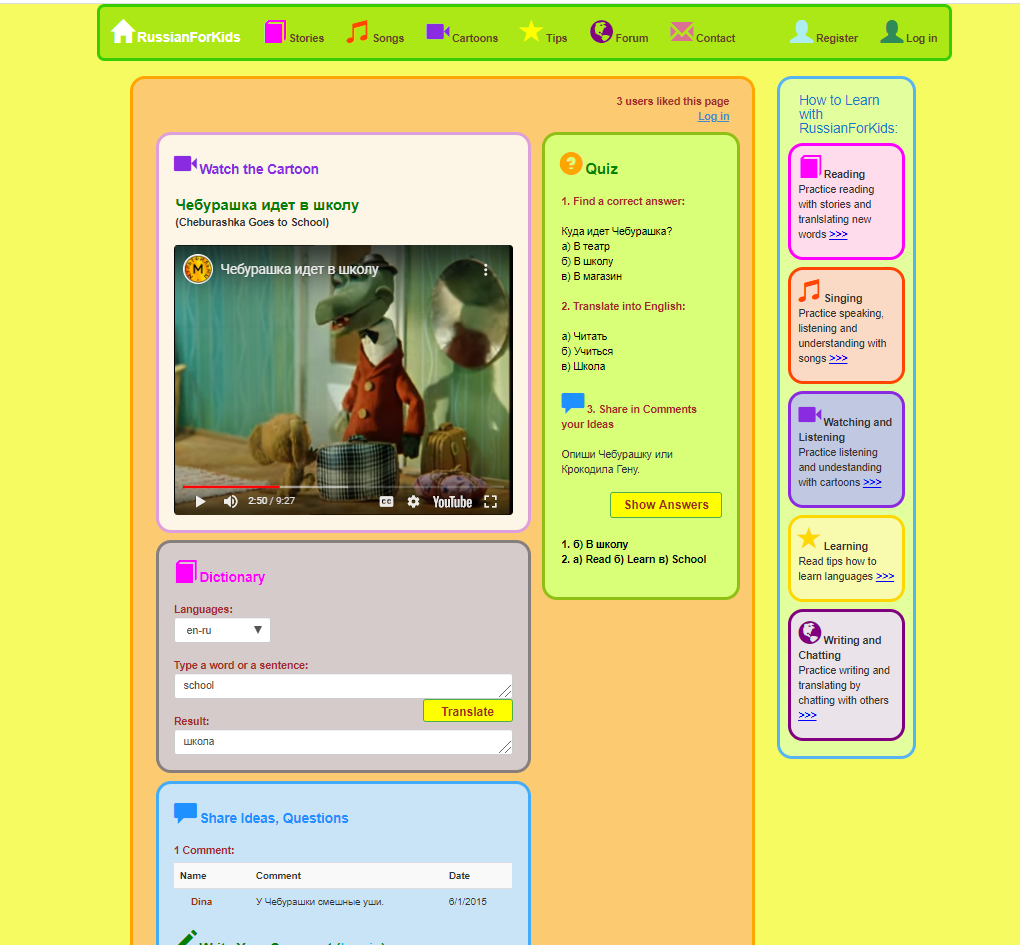 RussianForKids
Stories
Songs
Cartoons
Tips
Forum
Contact
Register
Log in
3 users liked this page
Log in
Watch the Cartoon
Чебурашка идет в школу
(Cheburashka Goes to School)
М
Чебурашка идет в школу
2:50 / 9:27
CC
YouTube
Dictionary
Languages:
en-ru
Type a word or a sentence:
school
Translate
Result:
школа
Share Ideas, Questions
1 Comment:
Name Comment Date
Dina У Чебурашки смешные уши. 6/1/2015
? Quiz
1. Find a correct answer:
Куда идет Чебурашка?
а) В театр
б) В школу
в) В магазин
2. Translate into English:
а) Читать
б) Учиться
в) Школа
3. Share in Comments
your Ideas
Опиши Чебурашку или
Крокодила Гену.
Show Answers
1. б) В школу
2. а) Read б) Learn в) School
How to Learn
with
RussianForKids:
Reading
Practice reading
with stories and
tranlslating new
words >>>
Singing
Practice speaking,
listening and
understanding with
songs >>>
Watching and
Listening
Practice listening
and undestanding
with cartoons >>>
Learning
Read tips how to
learn languages >>>
Writing and
Chatting
Practice writing and
translating by
chatting with others
>>>